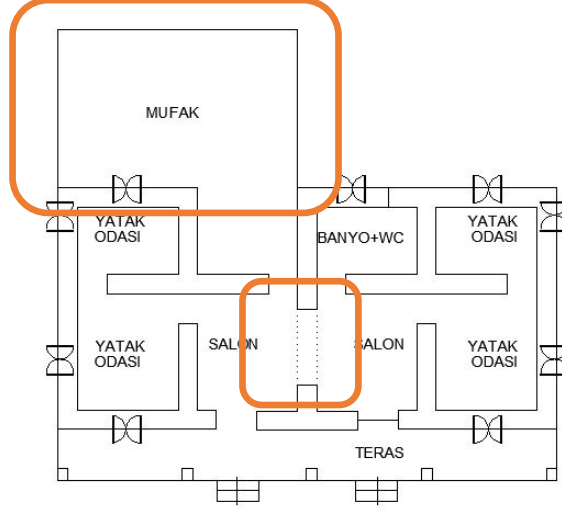 MUFAK
YATAK
ODASI
BANYO+WC
YATAK
ODASI
YATAK
ODASI
SALON
SALON
YATAK
ODASI
TERAS